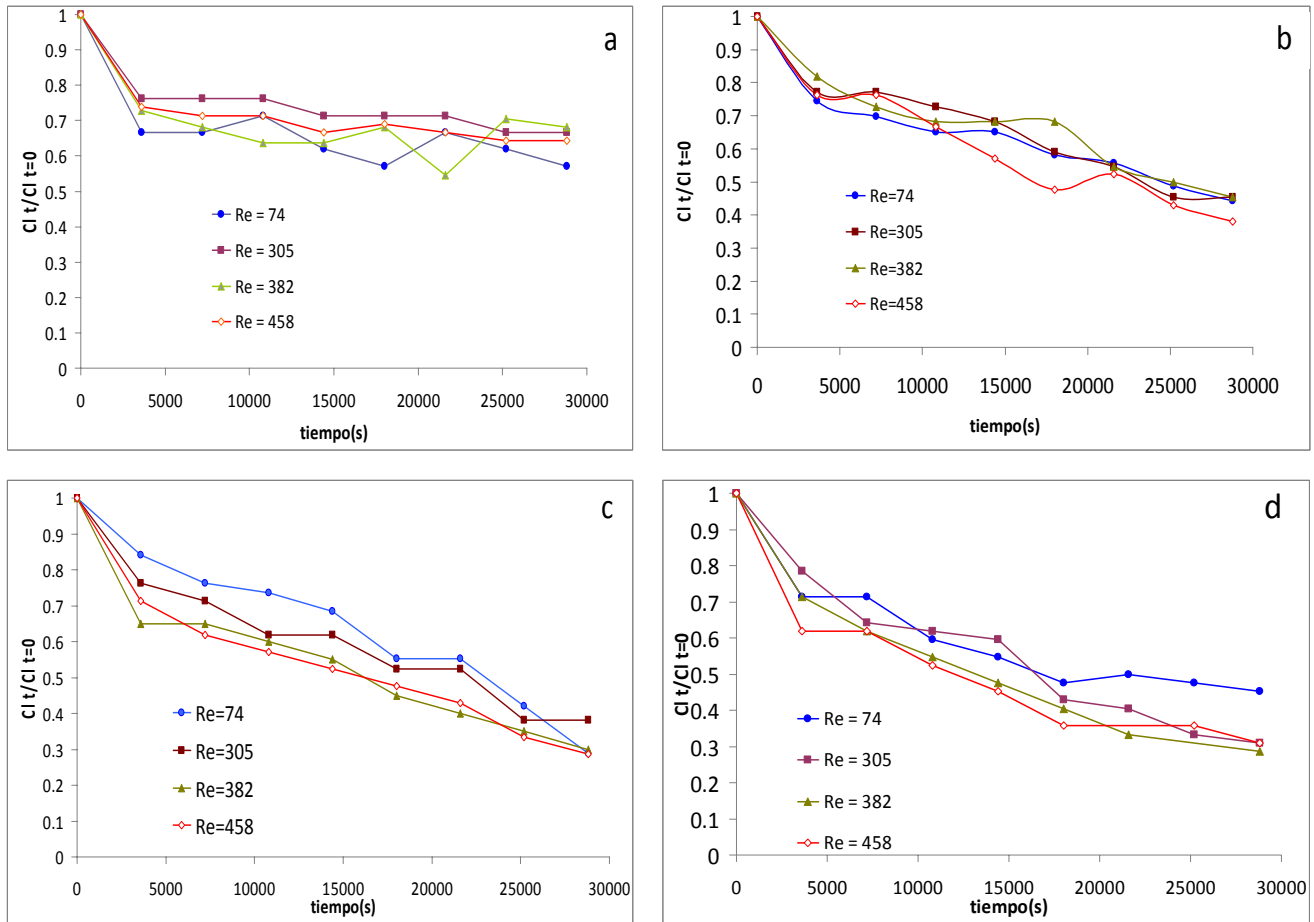 a
Cl t/Cl t=0
1
0.9
0.8
0.7
0.6
0.5
0.4
0.3
0.2
0.1
0
Re = 74
Re = 305
Re = 382
Re = 458
0 5000 10000 15000 20000 25000 30000
tiempo(s)
b
Cl t/Cl t=0
1
0.9
0.8
0.7
0.6
0.5
0.4
0.3
0.2
0.1
0
Re=74
Re=305
Re=382
Re=458
0 5000 10000 15000 20000 25000 30000
tiempo(s)
c
Cl t/Cl t=0
1
0.9
0.8
0.7
0.6
0.5
0.4
0.3
0.2
0.1
0
Re=74
Re=305
Re=382
Re=458
0 5000 10000 15000 20000 25000 30000
tiempo(s)
d
Cl t/Cl t=0
1
0.9
0.8
0.7
0.6
0.5
0.4
0.3
0.2
0.1
0
Re = 74
Re = 305
Re = 382
Re = 458
0 5000 10000 15000 20000 25000 30000
tiempo(s)